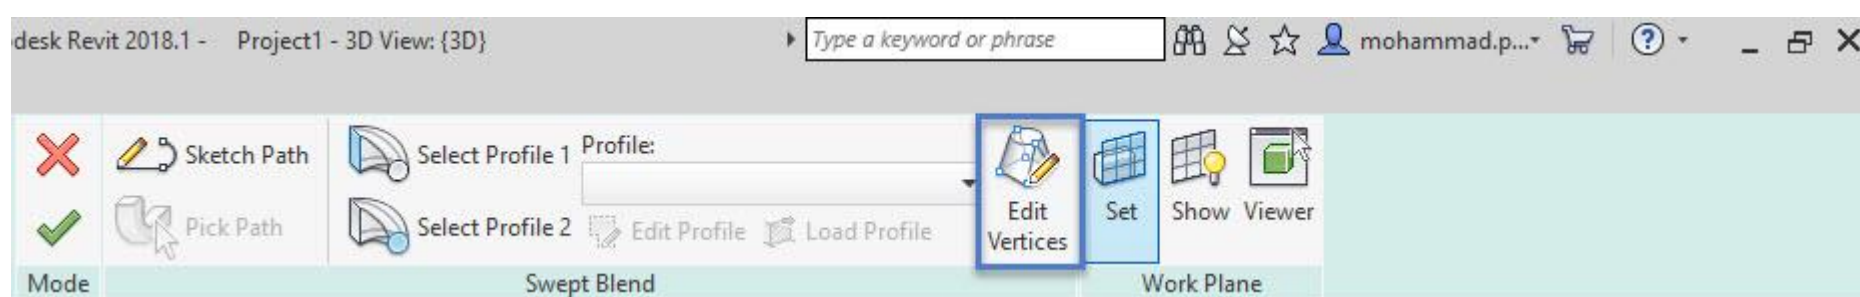 desk Revit 2018.1 - Project1 - 3D View: {3D} Type a keyword or phrase mohammad.p...
Sketch Path Select Profile 1 Profile:
Pick Path Select Profile 2 Edit Profile Load Profile Edit Vertices Set Show Viewer
Mode Swept Blend Work Plane